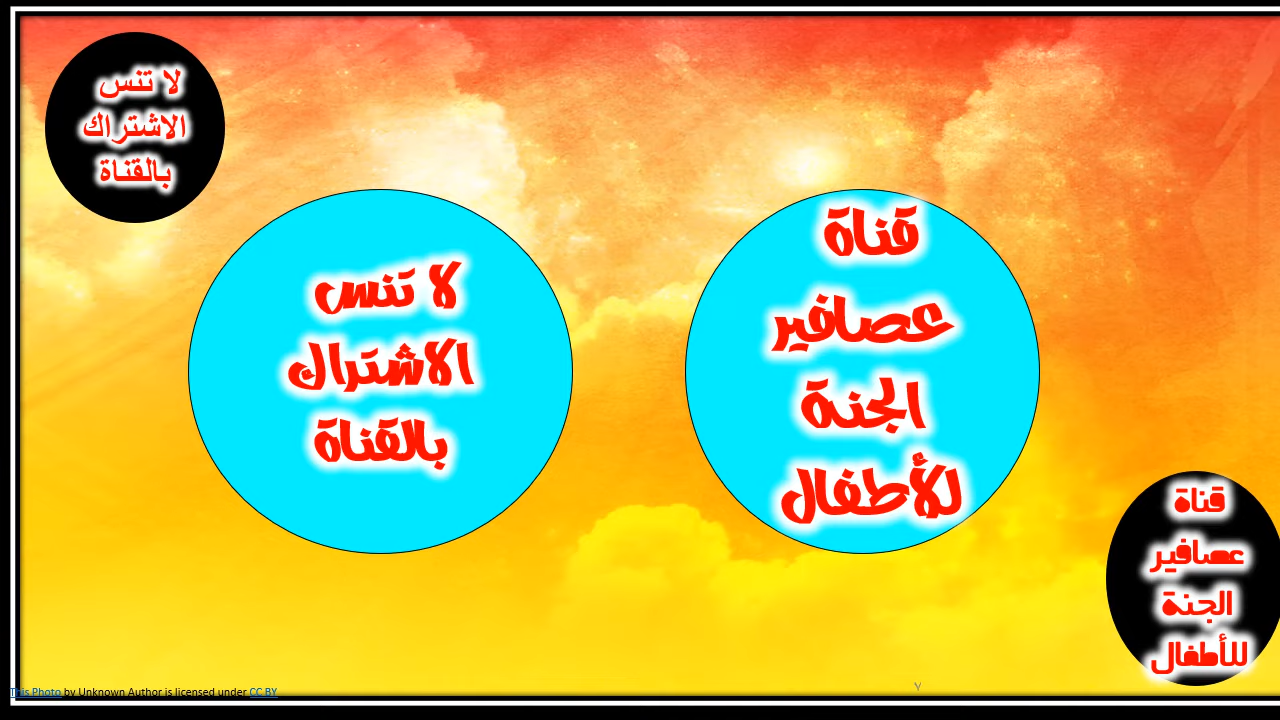 لا تنس
الاشتراك
بالقناة
قناة
عصافير
الجنة
للأطفال
لا تنس
الاشتراك
بالقناة
قناة
عصافير
الجنة
للأطفال
This Photo by Unknown Author is licensed under CC BY
٧